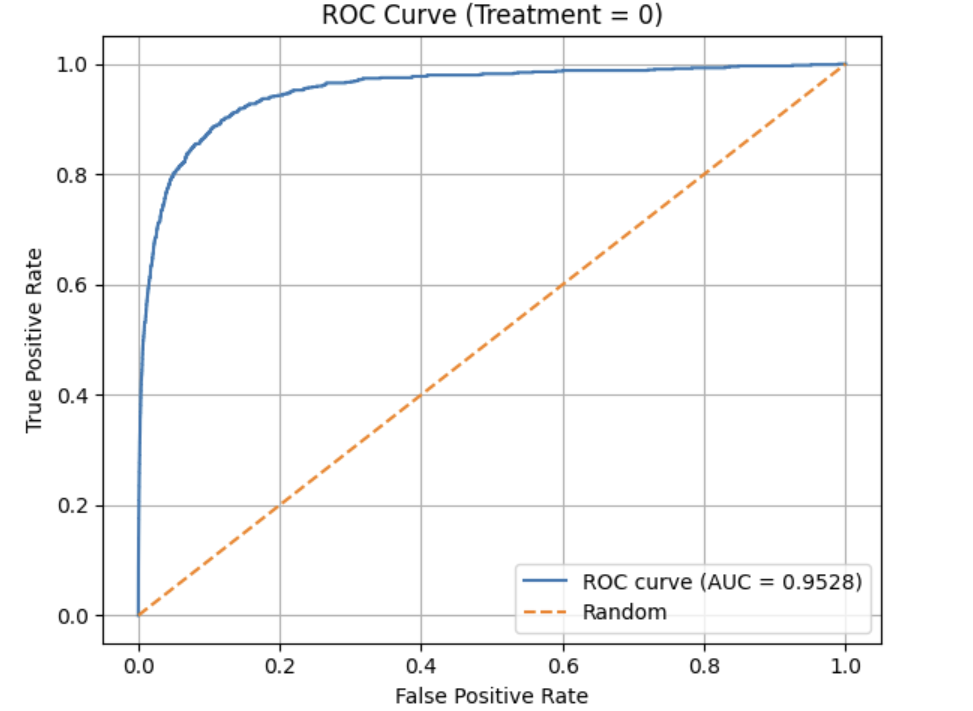 ROC Curve (Treatment = 0)
True Positive Rate
1.0
0.8
0.6
0.4
0.2
0.0
ROC curve (AUC = 0.9528)
Random
0.0 0.2 0.4 0.6 0.8 1.0
False Positive Rate